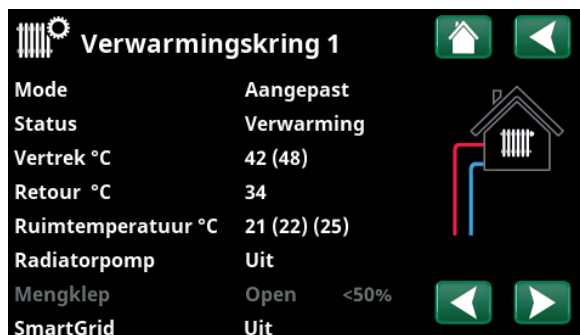 Verwarmingskring 1
Mode Aangepast
Status Verwarming
Vertrek °C 42 (48)
Retour °C 34
Ruimtemperatuur °C 21 (22) (25)
Radiatorpomp Uit
Mengklep Open <50%
SmartGrid Uit